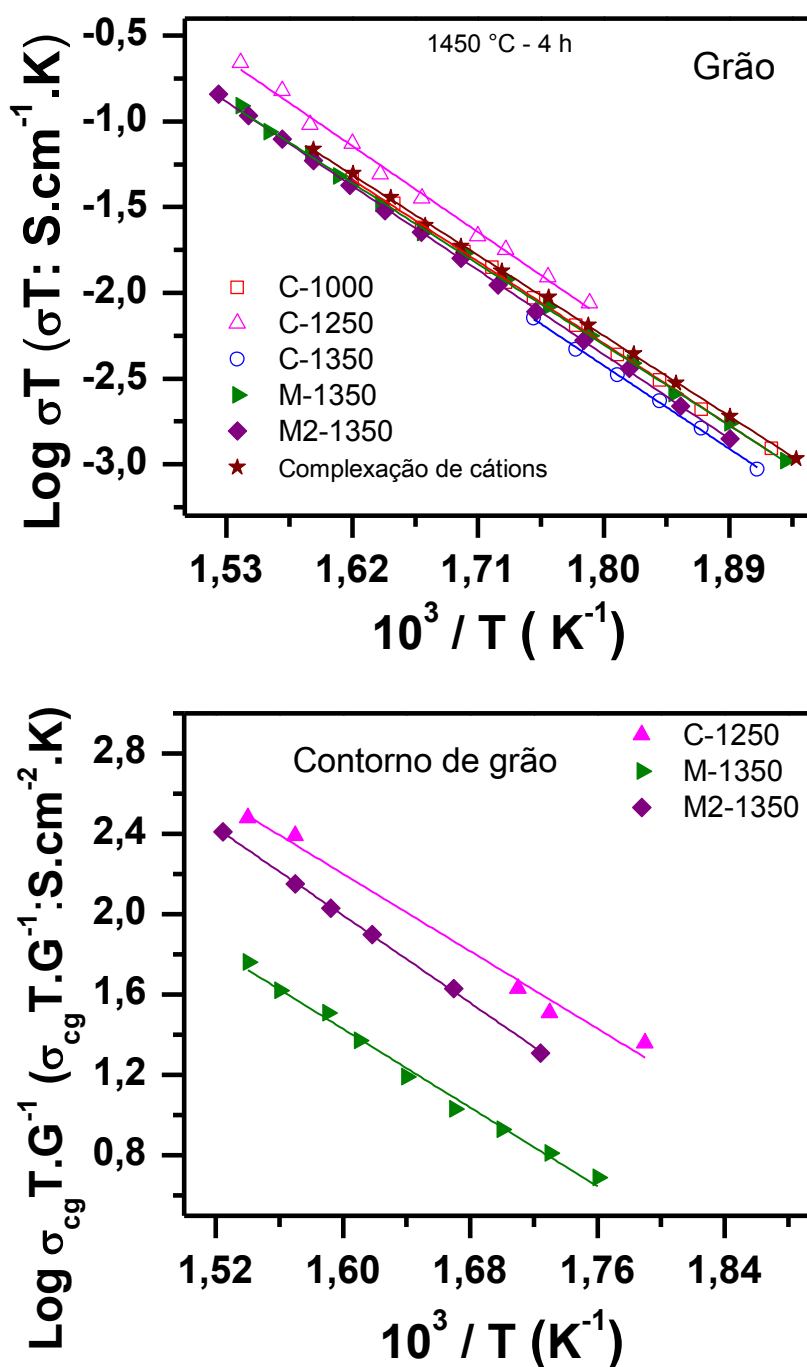 1450 °C - 4 h
Grão
Log σT (σT: S.cm⁻¹ .K)
-0,5
-1,0
-1,5
-2,0
-2,5
-3,0
C-1000
C-1250
C-1350
M-1350
M2-1350
Complexação de cátions
1,53 1,62 1,71 1,80 1,89
10³ / T ( K⁻¹)
Contorno de grão
C-1250
M-1350
M2-1350
Log σcg T.G⁻¹ (σcg T.G⁻¹:S.cm⁻².K)
2,8
2,4
2,0
1,6
1,2
0,8
1,52 1,60 1,68 1,76 1,84
10³ / T (K⁻¹)